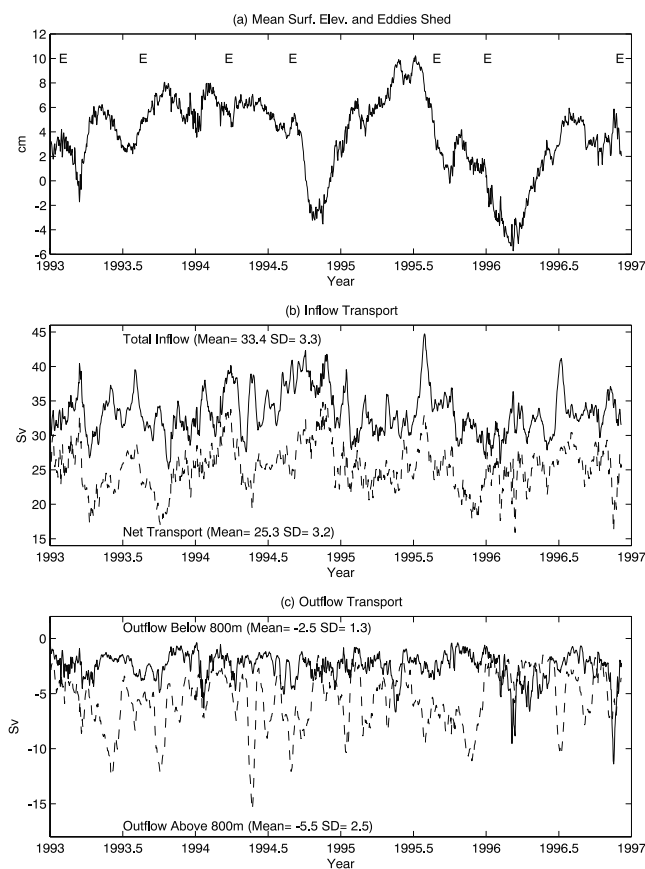 (a) Mean Surf. Elev. and Eddies Shed
12
10
8
6
4
2
0
-2
-4
-6
cm
E E E E E E E
1993 1993.5 1994 1994.5 1995 1995.5 1996 1996.5 1997
Year
(b) Inflow Transport
45
40
35
30
25
20
15
Sv
Total Inflow (Mean= 33.4 SD= 3.3)
Net Transport (Mean= 25.3 SD= 3.2)
1993 1993.5 1994 1994.5 1995 1995.5 1996 1996.5 1997
Year
(c) Outflow Transport
0
-5
-10
-15
Sv
Outflow Below 800m (Mean= -2.5 SD= 1.3)
Outflow Above 800m (Mean= -5.5 SD= 2.5)
1993 1993.5 1994 1994.5 1995 1995.5 1996 1996.5 1997
Year